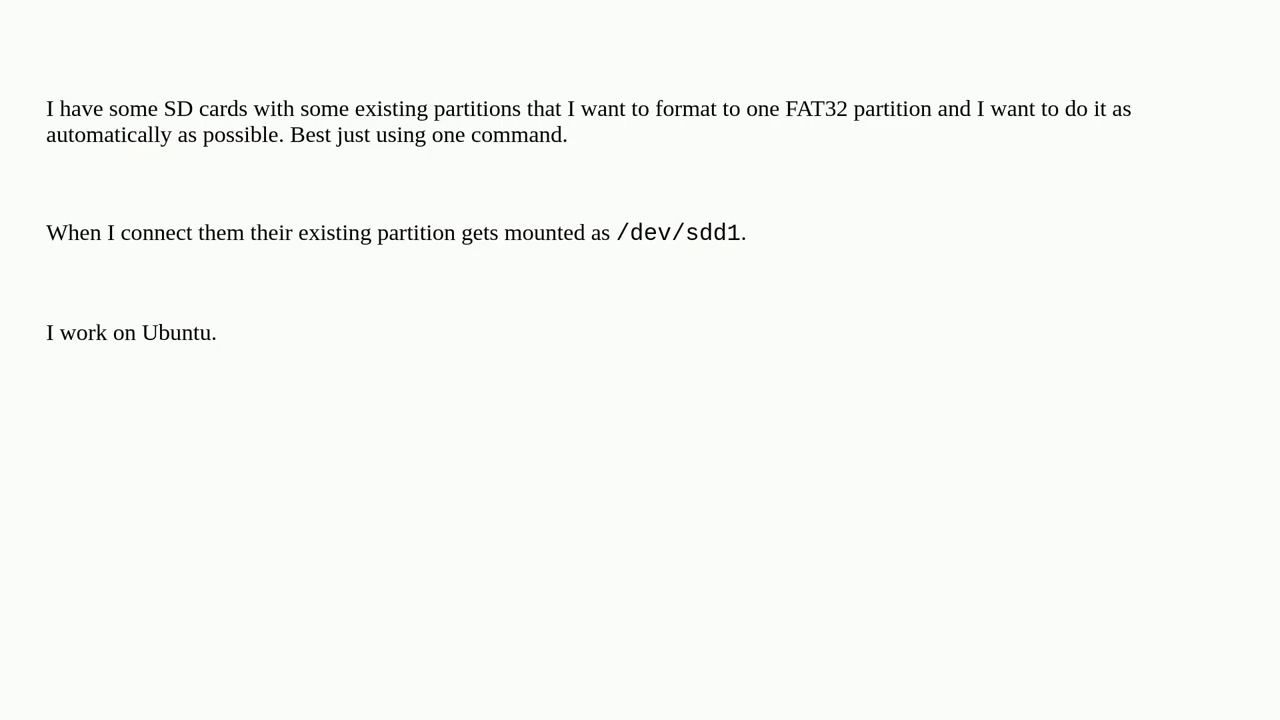 I have some SD cards with some existing partitions that I want to format to one FAT32 partition and I want to do it as
automatically as possible. Best just using one command.
When I connect them their existing partition gets mounted as /dev/sdd1.
I work on Ubuntu.